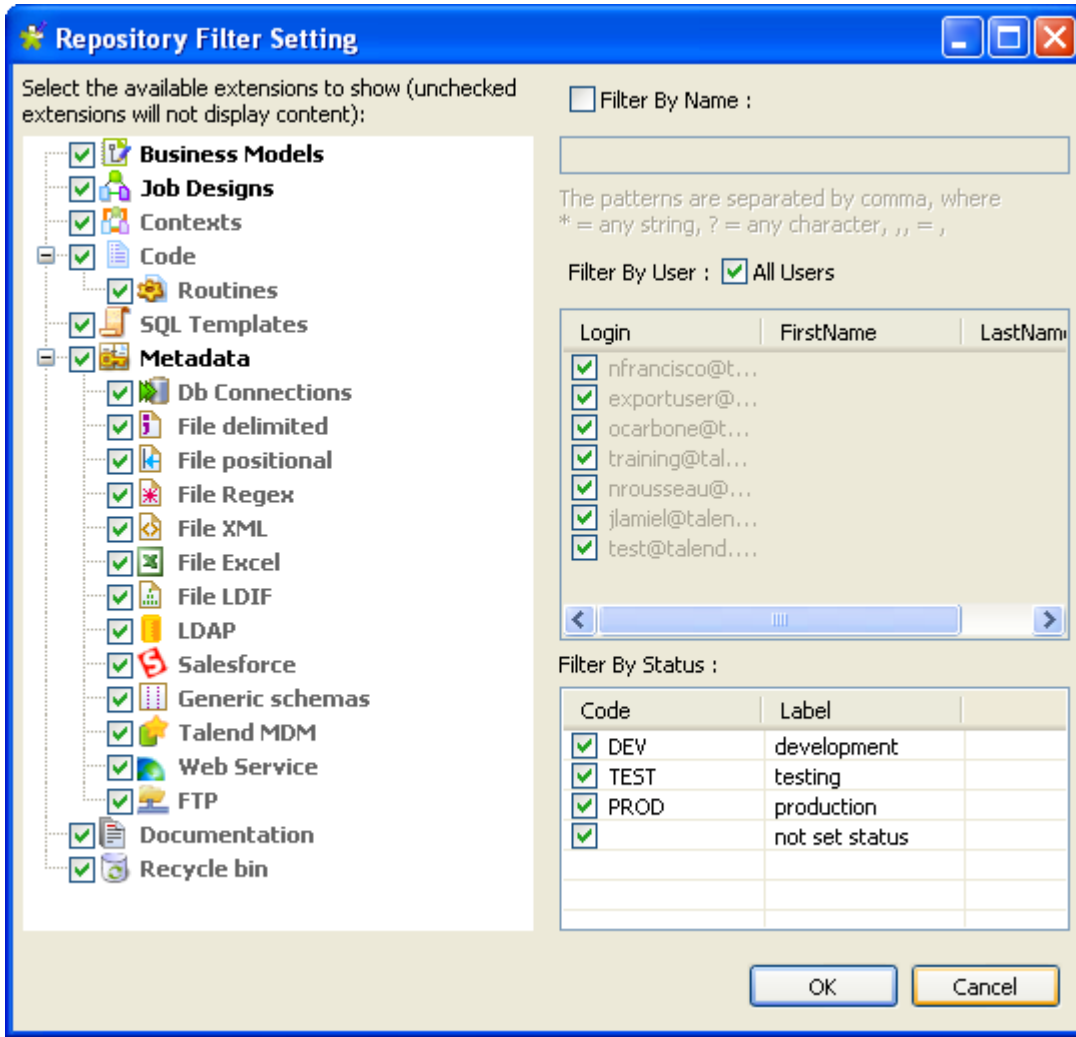 Repository Filter Setting
Select the available extensions to show (unchecked
extensions will not display content):
Business Models
Job Designs
Contexts
Code
Routines
SQL Templates
Metadata
Db Connections
File delimited
File positional
File Regex
File XML
File Excel
File LDIF
LDAP
Salesforce
Generic schemas
Talend MDM
Web Service
FTP
Documentation
Recycle bin
Filter By Name :
The patterns are separated by comma, where
* = any string, ? = any character, ,, = ,
Filter By User : All Users
Login FirstName LastNam
nfrancisco@t...
exportuser@...
ocarbone@t...
training@tal...
nrousseau@...
jlamiel@talen...
test@talend....
Filter By Status :
Code Label
DEV development
TEST testing
PROD production
not set status
OK Cancel